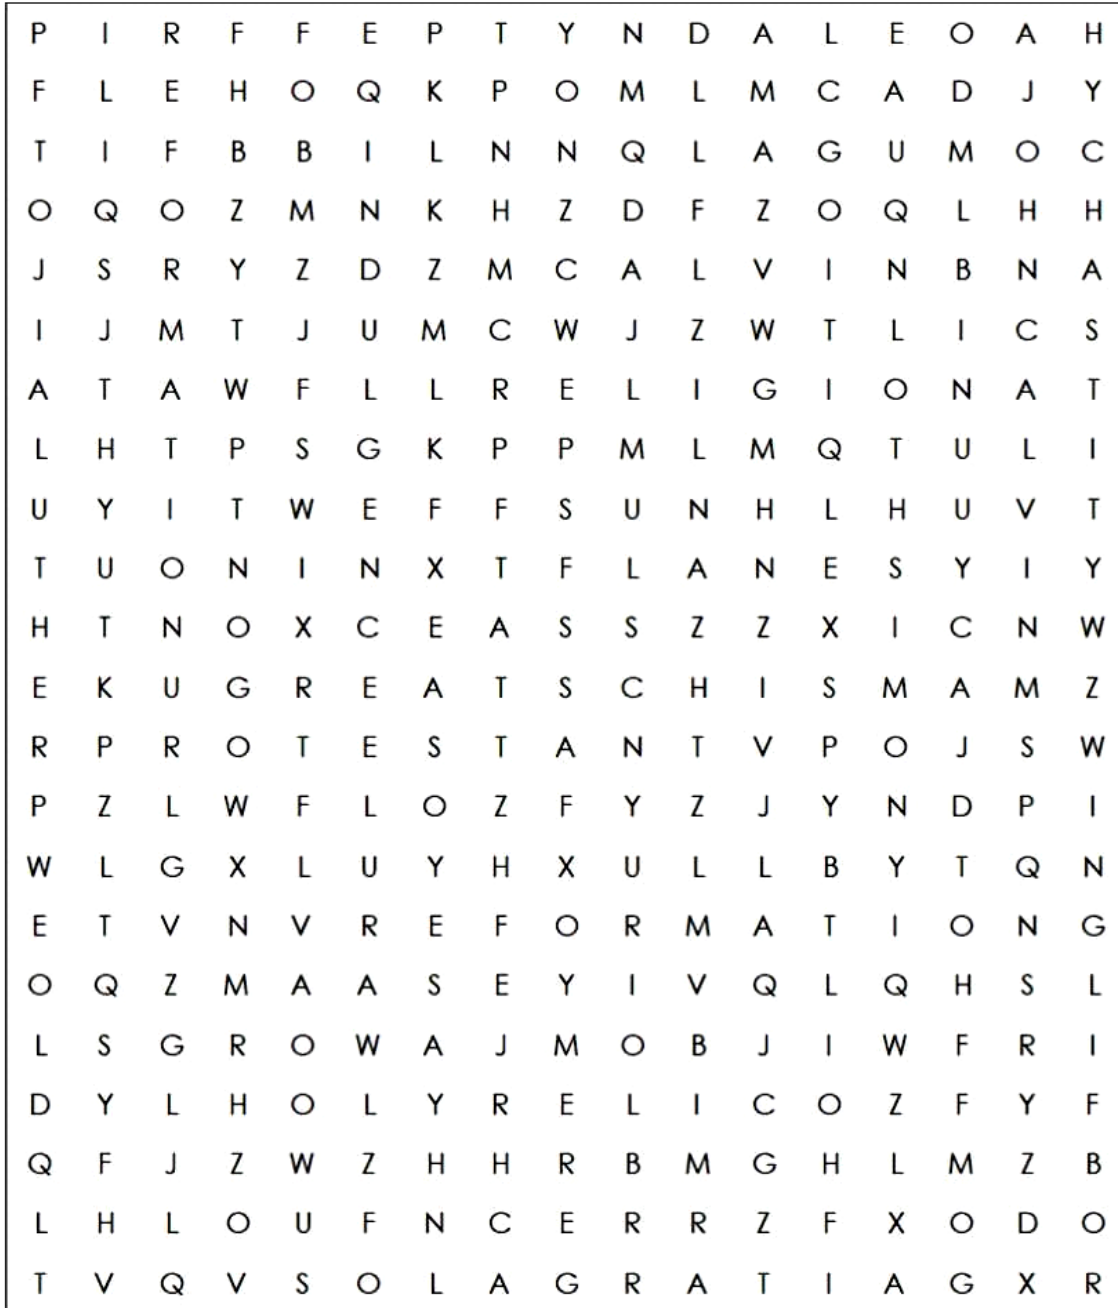 P I R F F E P T Y N D A L E O A H
F L E H O Q K P O M L M C A D J Y
T I F B B I L N N Q L A G U M O C
O Q O Z M N K H Z D F Z O Q L H H
J S R Y Z D Z M C A L V I N B N A
I J M T J U M C W J Z W T L I C S
A T A W F L L R E L I G I O N A T
L H T P S G K P P M L M Q T U L I
U Y I T W E F F S U N H L H U V T
T U O N I N X T F L A N E S Y I Y
H T N O X C E A S S Z Z X I C N W
E K U G R E A T S C H I S M A M Z
R P R O T E S T A N T V P O J S W
P Z L W F L O Z F Y Z J Y N D P I
W L G X L U Y H X U L L B Y T Q N
E T V N V R E F O R M A T I O N G
O Q Z M A A S E Y I V Q L Q H S L
L S G R O W A J M O B J I W F R I
D Y L H O L Y R E L I C O Z F Y F
Q F J Z W Z H H R B M G H L M Z B
L H L O U F N C E R R Z F X O D O
T V Q V S O L A G R A T I A G X R